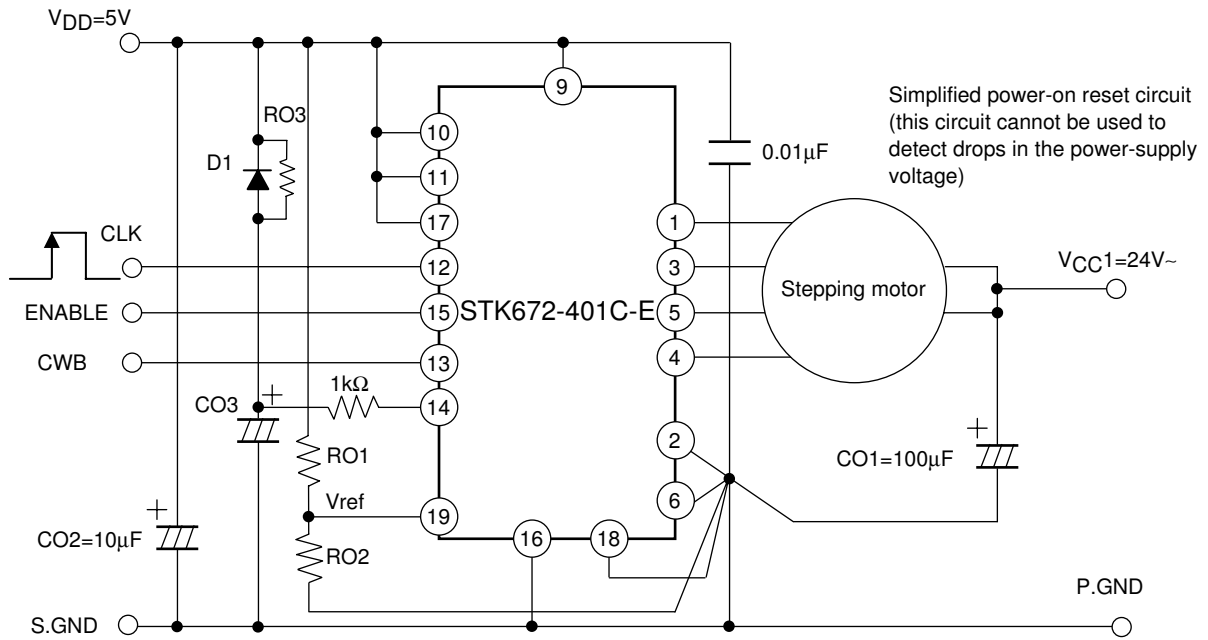 VDD=5V
9
Simplified power-on reset circuit
(this circuit cannot be used to
detect drops in the power-supply
voltage)
RO3
10
0.01μF
D1
11
17
1
CLK
12
3
VCC1=24V~
Stepping motor
ENABLE
15
STK672-401C-E
5
CWB
13
4
+
1kΩ
CO3
14
2
+
CO1=100μF
RO1
6
Vref
+
19
CO2=10μF
RO2
16
18
P.GND
S.GND